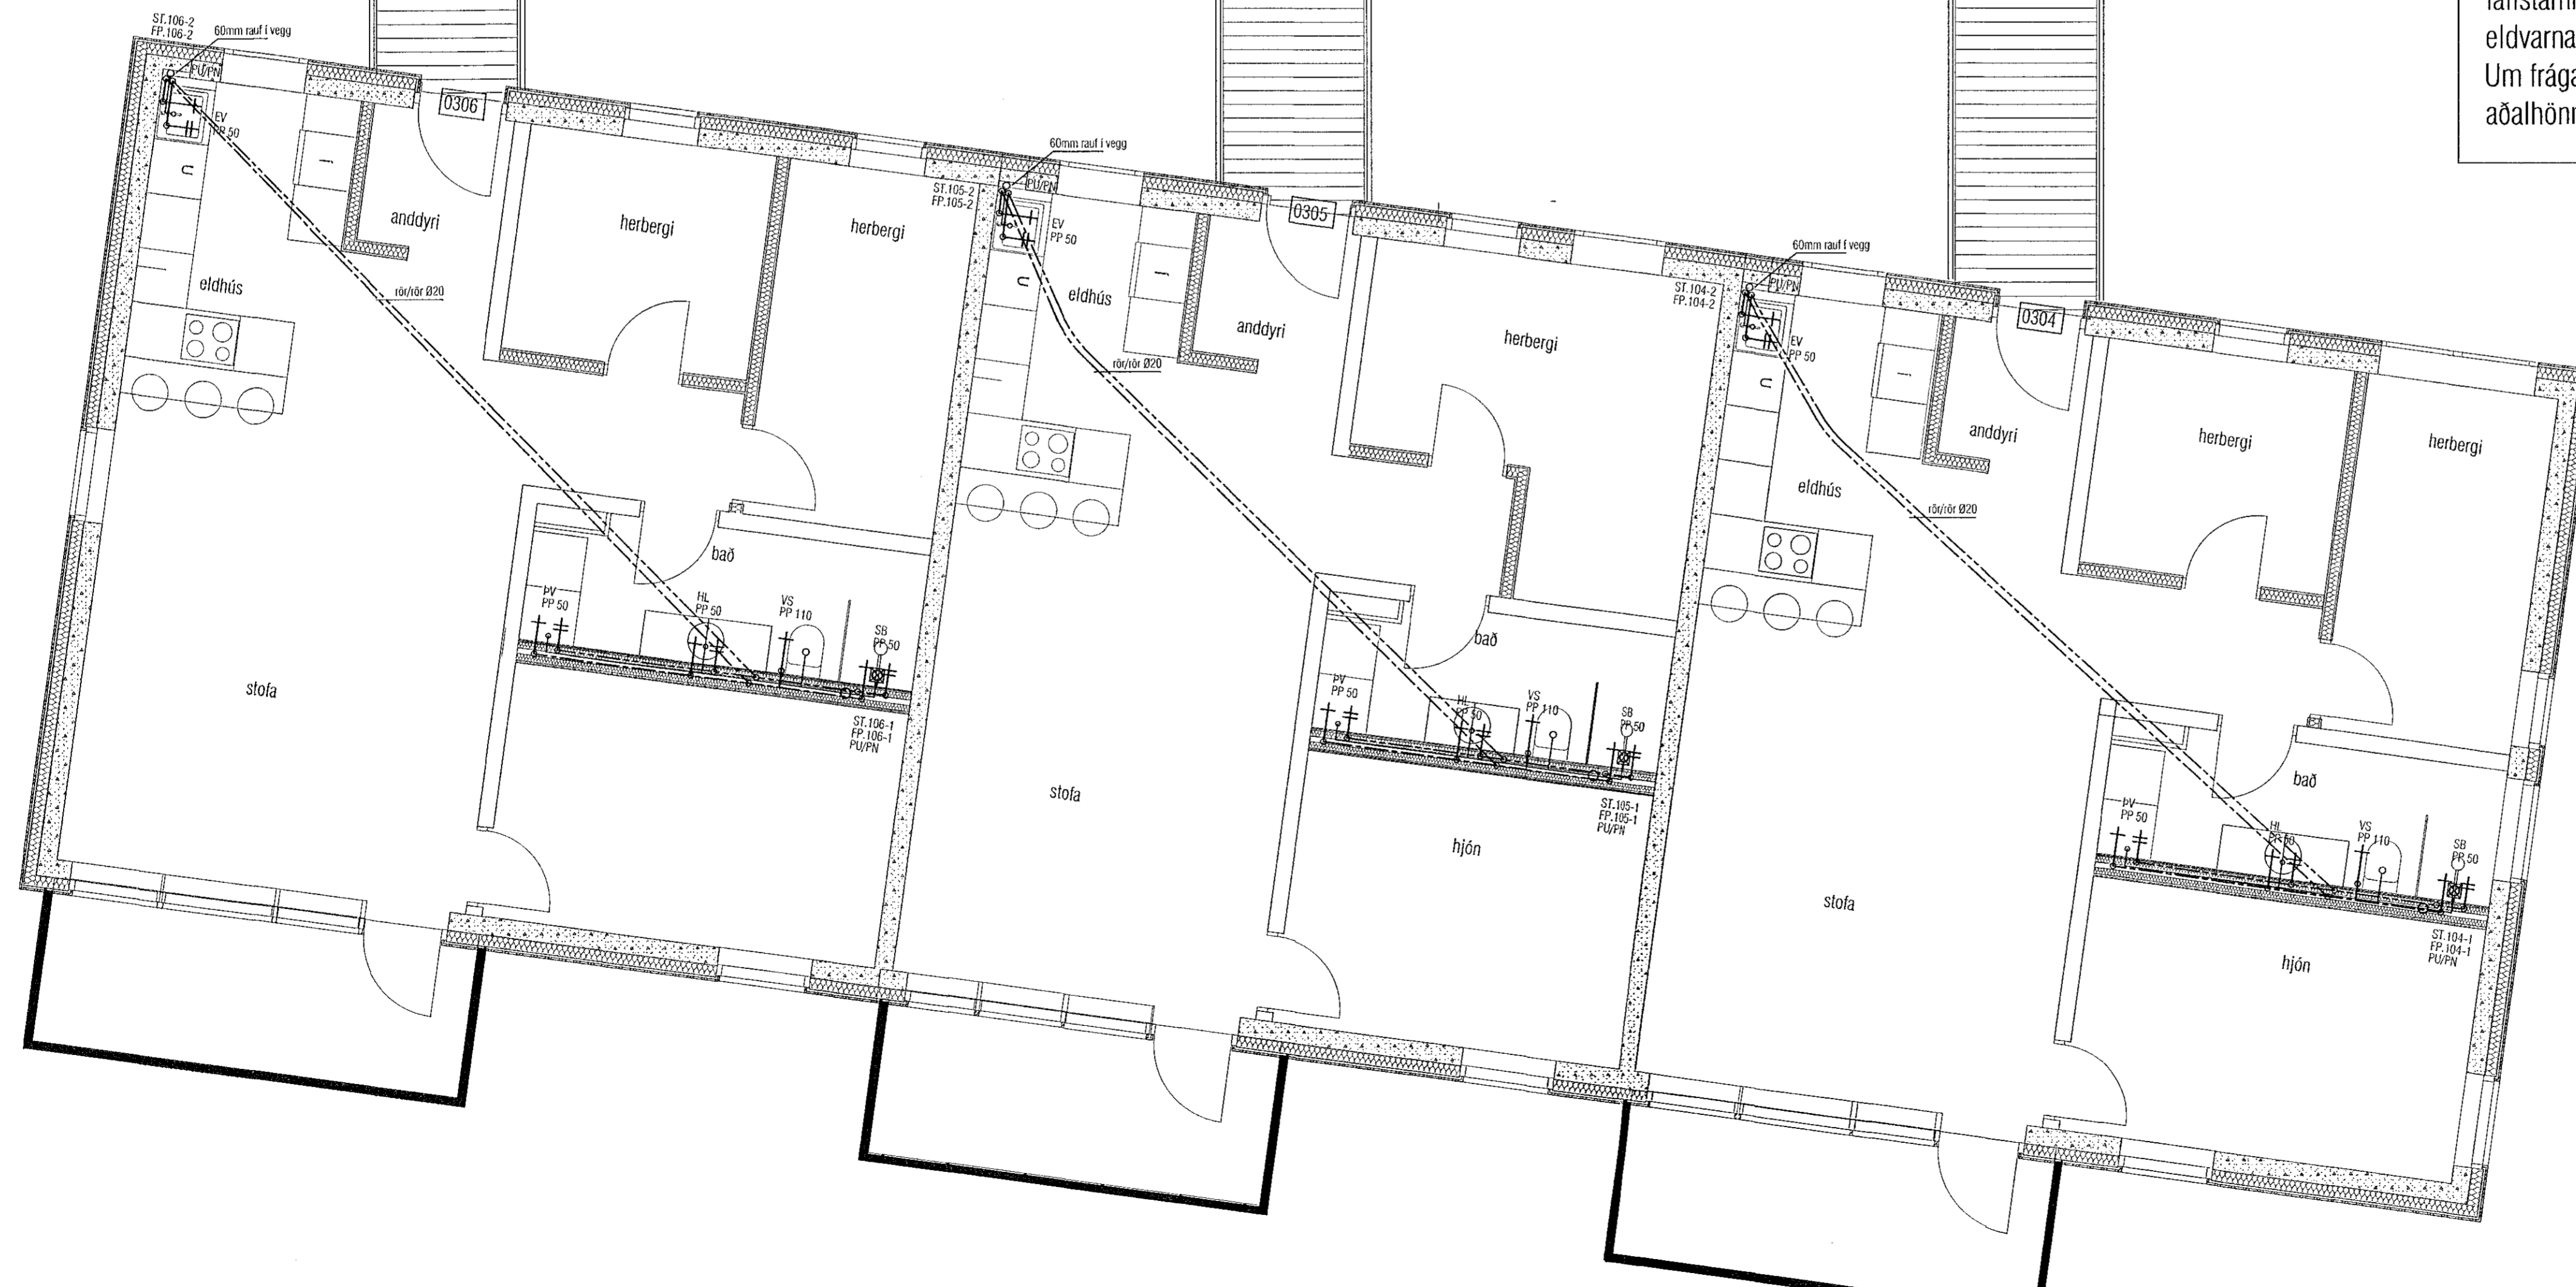 ST.106-2
FP.106-2
60mm rauf í vegg
PU/PN
EV
PP 50
U
0306
anddyri
herbergi
herbergi
eldhús
rör/rör Ø20
bað
ÞV
PP 50
HL
PP 50
VS
PP 110
SB
PP 50
stofa
ST.106-1
FP.106-1
PU/PN
60mm rauf í vegg
ST.105-2
FP.105-2
PU/PN
EV
PP 50
U
0305
eldhús
anddyri
herbergi
rör/rör Ø20
bað
ÞV
PP 50
HL
PP 50
VS
PP 110
SB
PP 50
stofa
ST.105-1
FP.105-1
PU/PN
hjón
60mm rauf í vegg
ST.104-2
FP.104-2
PU/PN
EV
PP 50
U
0304
anddyri
herbergi
herbergi
eldhús
rör/rör Ø20
bað
ÞV
PP 50
HL
PP 50
VS
PP 110
SB
PP 50
stofa
ST.104-1
FP.104-1
PU/PN
hjón
eldvarna
Um frága
aðalhönn